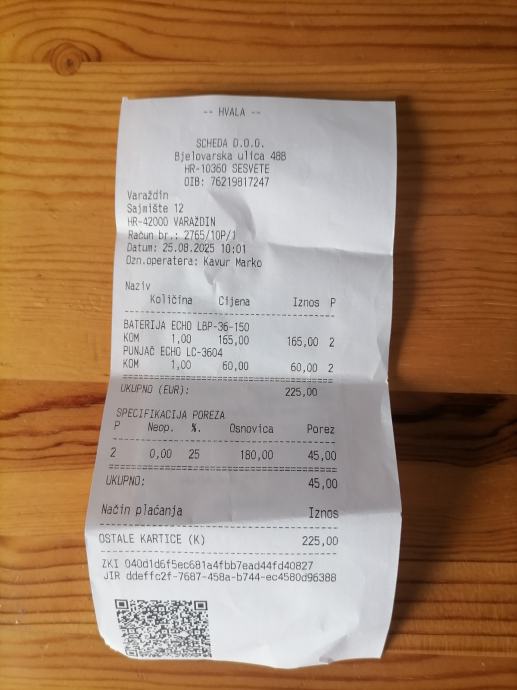 -- HVALA --
SCHEDA D.O.O.
Bjelovarska ulica 48B
HR-10360 SESVETE
OIB: 76219817247
Varaždin
Sajmište 12
HR-42000 VARAŽDIN
Račun br.: 2765/10P/1
Datum: 25.08.2025 10:01
Ozn.operatera: Kavur Marko
Naziv
Količina Cijena Iznos P
BATERIJA ECHO LBP-36-150
KOM 1,00 165,00 165,00 2
PUNJAČ ECHO LC-3604
KOM 1,00 60,00 60,00 2
UKUPNO (EUR): 225,00
SPECIFIKACIJA POREZA
P Neop. %. Osnovica Porez
2 0,00 25 180,00 45,00
UKUPNO: 45,00
Način plaćanja Iznos
OSTALE KARTICE (K) 225,00
ZKI 040d1d6f5ec681a4fbb7ead44fd40827
JIR ddeffc2f-7687-458a-b744-ec4580d96388